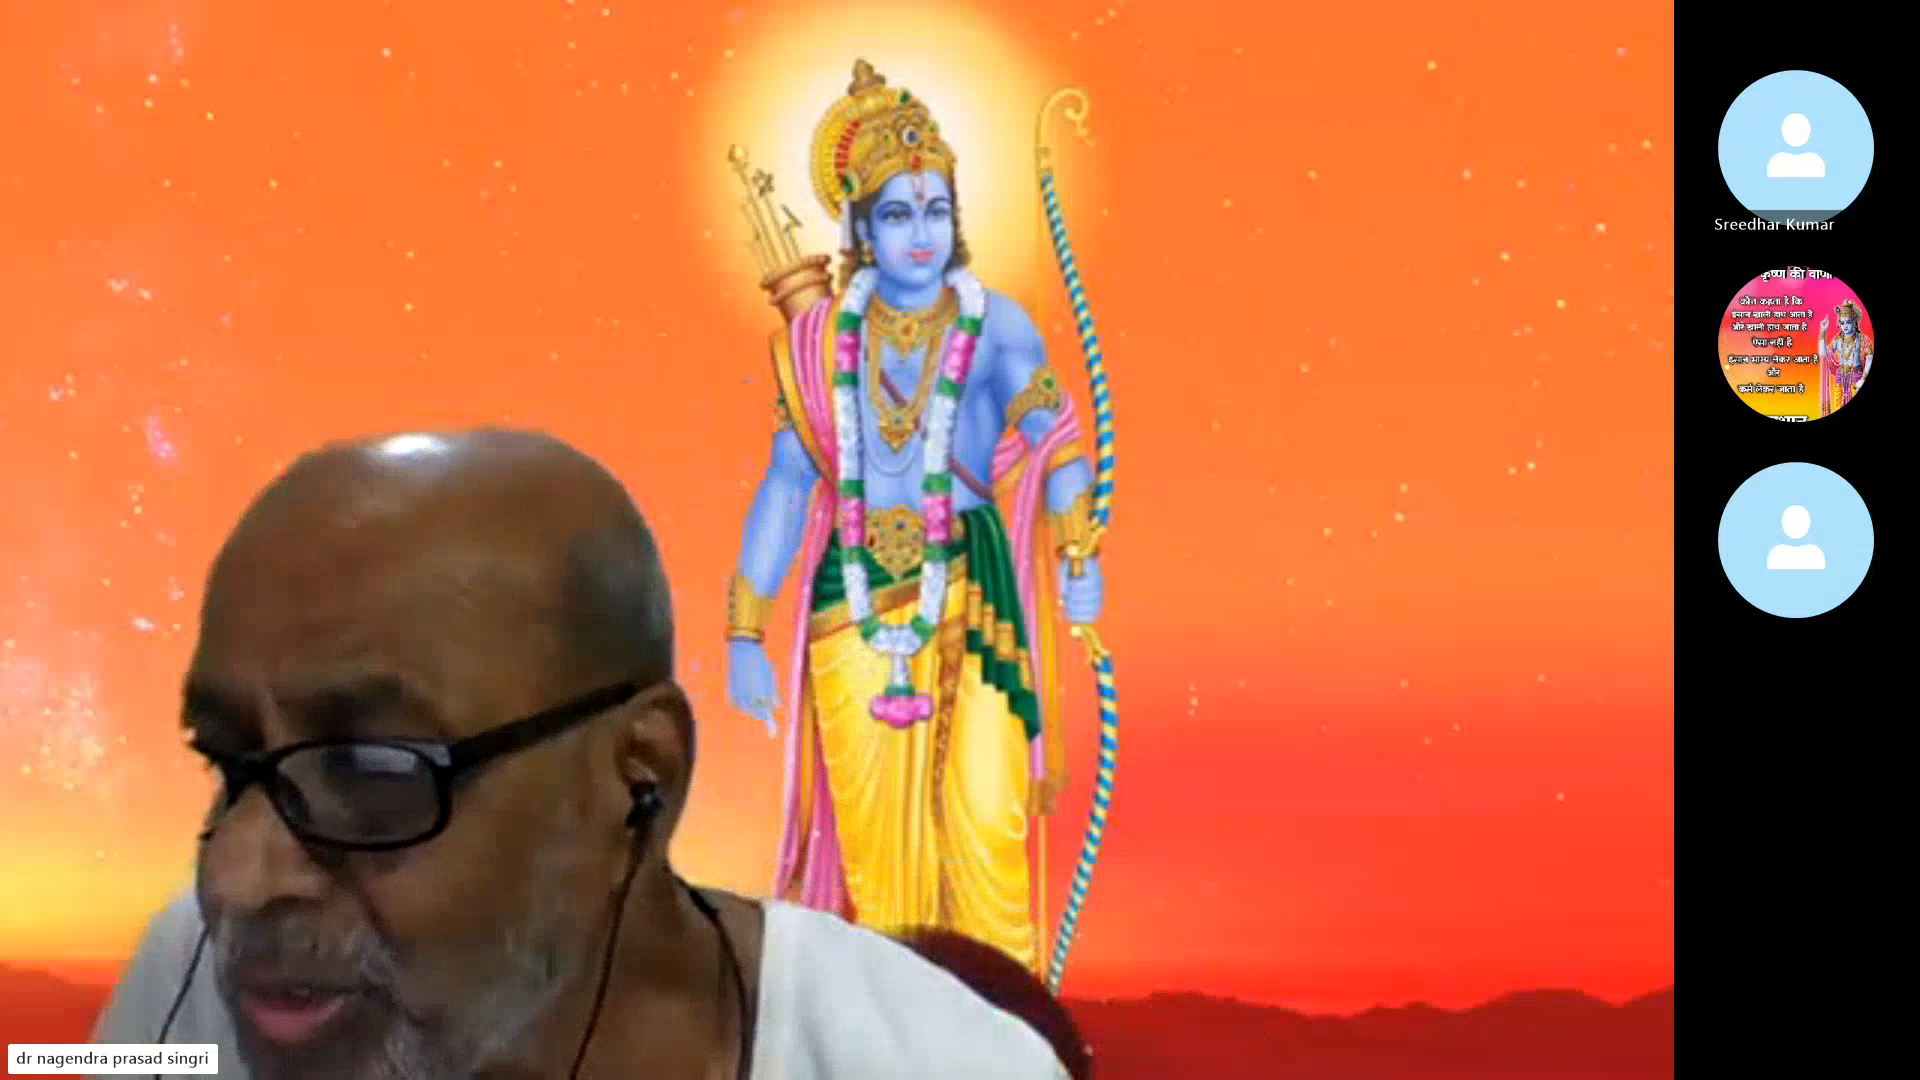 Sreedhar Kumar
कृष्ण की वाणी
कौन कहता है कि
इंसान खाली हाथ आता है
और खाली हाथ जाता है
ऐसा नहीं है
इंसान भाग्य लेकर आता है
और
कर्म लेकर जाता है
dr nagendra prasad singri